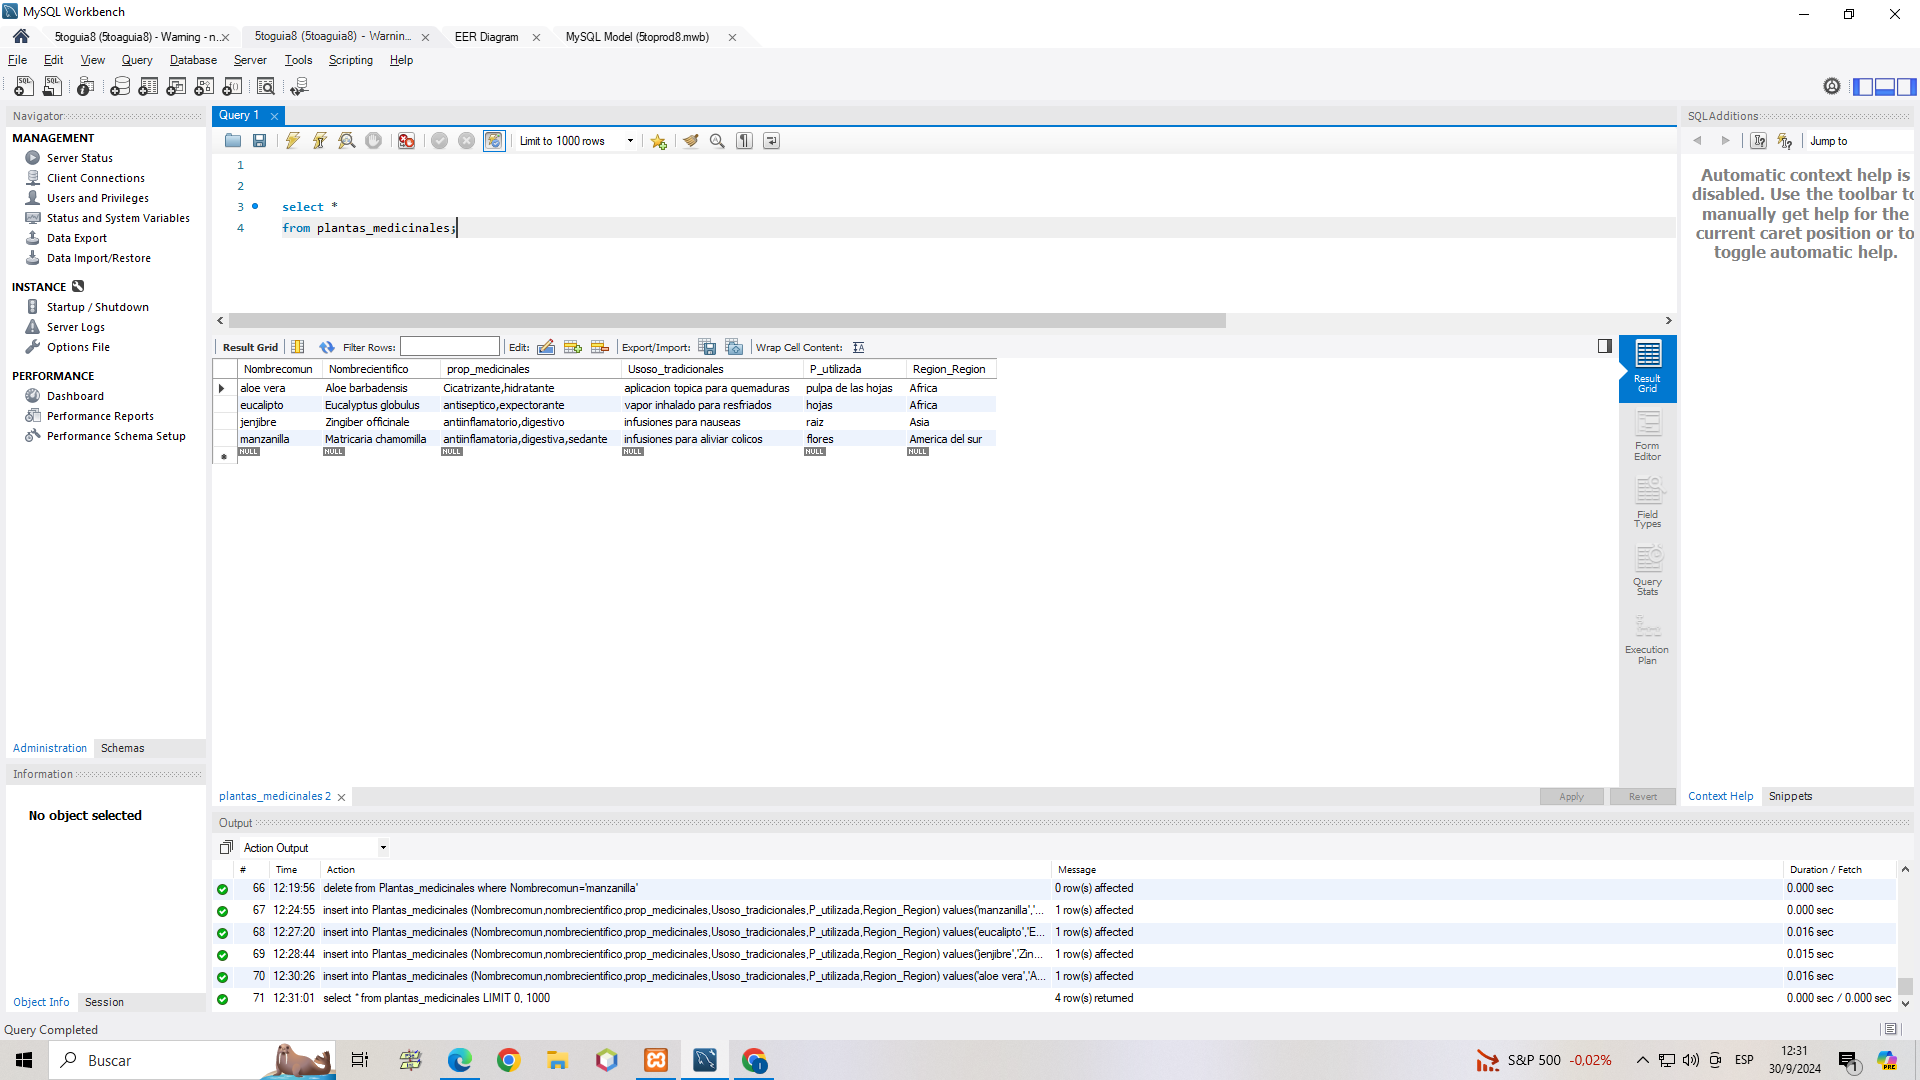 MySQL Workbench
5toguia8 (5toaguia8) - Warning - n...
5toguia8 (5toaguia8) - Warnin...
EER Diagram
MySQL Model (5toprod8.mwb)
File Edit View Query Database Server Tools Scripting Help
Navigator
Query 1
SQLAdditions
MANAGEMENT
Server Status
Client Connections
Users and Privileges
Status and System Variables
Data Export
Data Import/Restore
INSTANCE
Startup / Shutdown
Server Logs
Options File
PERFORMANCE
Dashboard
Performance Reports
Performance Schema Setup
Administration Schemas
Information
No object selected
Object Info Session
Limit to 1000 rows
1
2
3 select *
4 from plantas_medicinales;
Jump to
Automatic context help is
disabled. Use the toolbar to
manually get help for the
current caret position or to
toggle automatic help.
Result Grid Filter Rows: Edit: Export/Import: Wrap Cell Content:
Nombrecomun Nombrecientifico prop_medicinales Usoso_tradicionales P_utilizada Region_Region
aloe vera Aloe barbadensis Cicatrizante,hidratante aplicacion topica para quemaduras pulpa de las hojas Africa
eucalipto Eucalyptus globulus antiseptico,expectorante vapor inhalado para resfriados hojas Africa
jenjibre Zingiber officinale antiinflamatorio,digestivo infusiones para nauseas raiz Asia
manzanilla Matricaria chamomilla antiinflamatoria,digestiva,sedante infusiones para aliviar colicos flores America del sur
NULL NULL NULL NULL NULL NULL
Result
Grid
Form
Editor
Field
Types
Query
Stats
Execution
Plan
plantas_medicinales 2
Apply Revert
Context Help Snippets
Output
Action Output
# Time Action Message Duration / Fetch
66 12:19:56 delete from Plantas_medicinales where Nombrecomun='manzanilla' 0 row(s) affected 0.000 sec
67 12:24:55 insert into Plantas_medicinales (Nombrecomun,nombrecientifico,prop_medicinales,Usoso_tradicionales,P_utilizada,Region_Region) values('manzanilla','... 1 row(s) affected 0.000 sec
68 12:27:20 insert into Plantas_medicinales (Nombrecomun,nombrecientifico,prop_medicinales,Usoso_tradicionales,P_utilizada,Region_Region) values('eucalipto','E... 1 row(s) affected 0.016 sec
69 12:28:44 insert into Plantas_medicinales (Nombrecomun,nombrecientifico,prop_medicinales,Usoso_tradicionales,P_utilizada,Region_Region) values('jenjibre','Zin... 1 row(s) affected 0.015 sec
70 12:30:26 insert into Plantas_medicinales (Nombrecomun,nombrecientifico,prop_medicinales,Usoso_tradicionales,P_utilizada,Region_Region) values('aloe vera','A... 1 row(s) affected 0.016 sec
71 12:31:01 select * from plantas_medicinales LIMIT 0, 1000 4 row(s) returned 0.000 sec / 0.000 sec
Query Completed
Buscar
S&P 500 -0,02%
ESP
12:31
30/9/2024
1